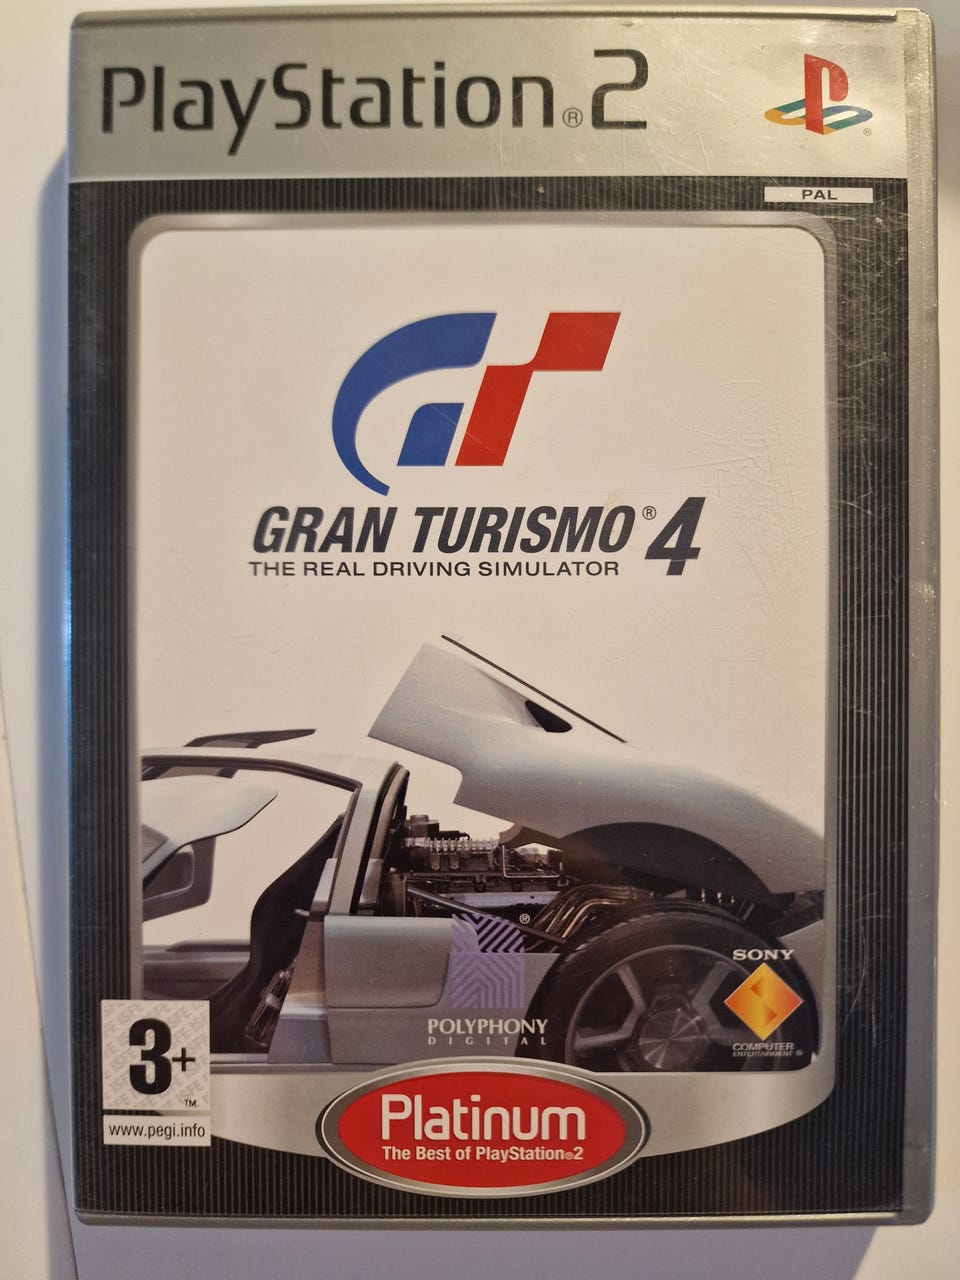 PlayStation®2
®
PAL
GRAN TURISMO® 4
THE REAL DRIVING SIMULATOR
®
POLYPHONY
DIGITAL
SONY
COMPUTER
ENTERTAINMENT®
3+
TM
www.pegi.info
Platinum
The Best of PlayStation®2